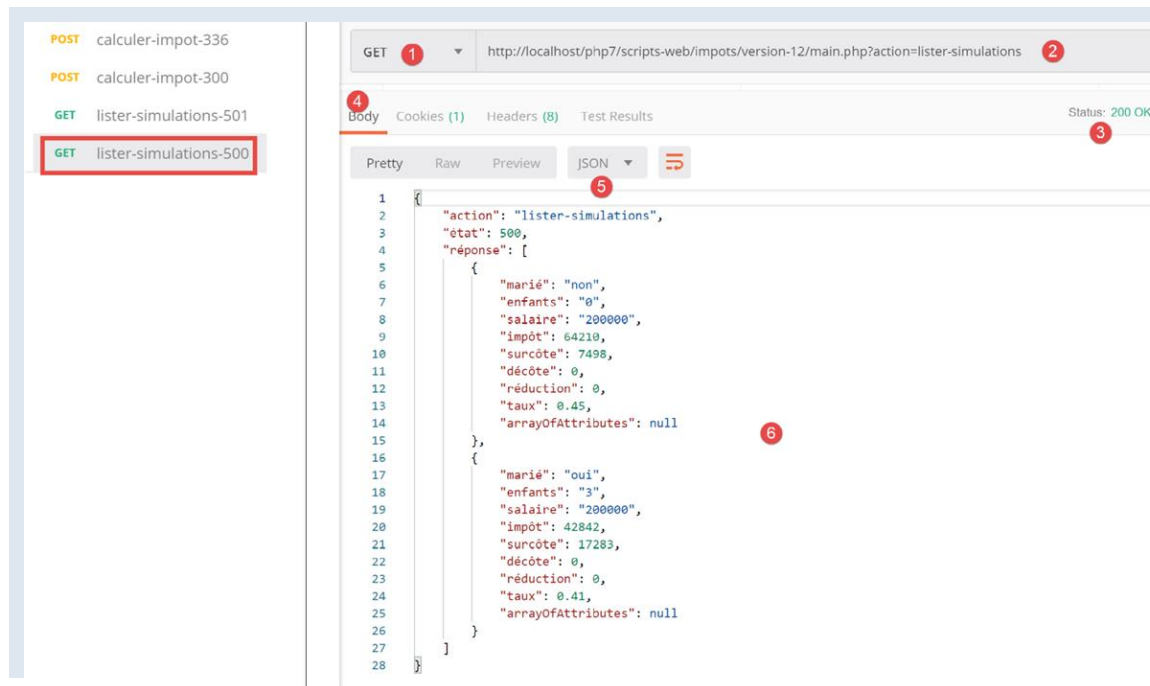 POST calculer-impot-336
POST calculer-impot-300
GET lister-simulations-501
GET lister-simulations-500
GET 1 http://localhost/php7/scripts-web/impots/version-12/main.php?action=lister-simulations 2
4
Body Cookies (1) Headers (8) Test Results Status: 200 OK
3
Pretty Raw Preview JSON
5
1 {
2 "action": "lister-simulations",
3 "état": 500,
4 "réponse": [
5 {
6 "marié": "non",
7 "enfants": "0",
8 "salaire": "200000",
9 "impôt": 64210,
10 "surcôte": 7498,
11 "décôte": 0,
12 "réduction": 0,
13 "taux": 0.45,
14 "arrayOfAttributes": null
6
15 },
16 {
17 "marié": "oui",
18 "enfants": "3",
19 "salaire": "200000",
20 "impôt": 42842,
21 "surcôte": 17283,
22 "décôte": 0,
23 "réduction": 0,
24 "taux": 0.41,
25 "arrayOfAttributes": null
26 }
27 ]
28 }